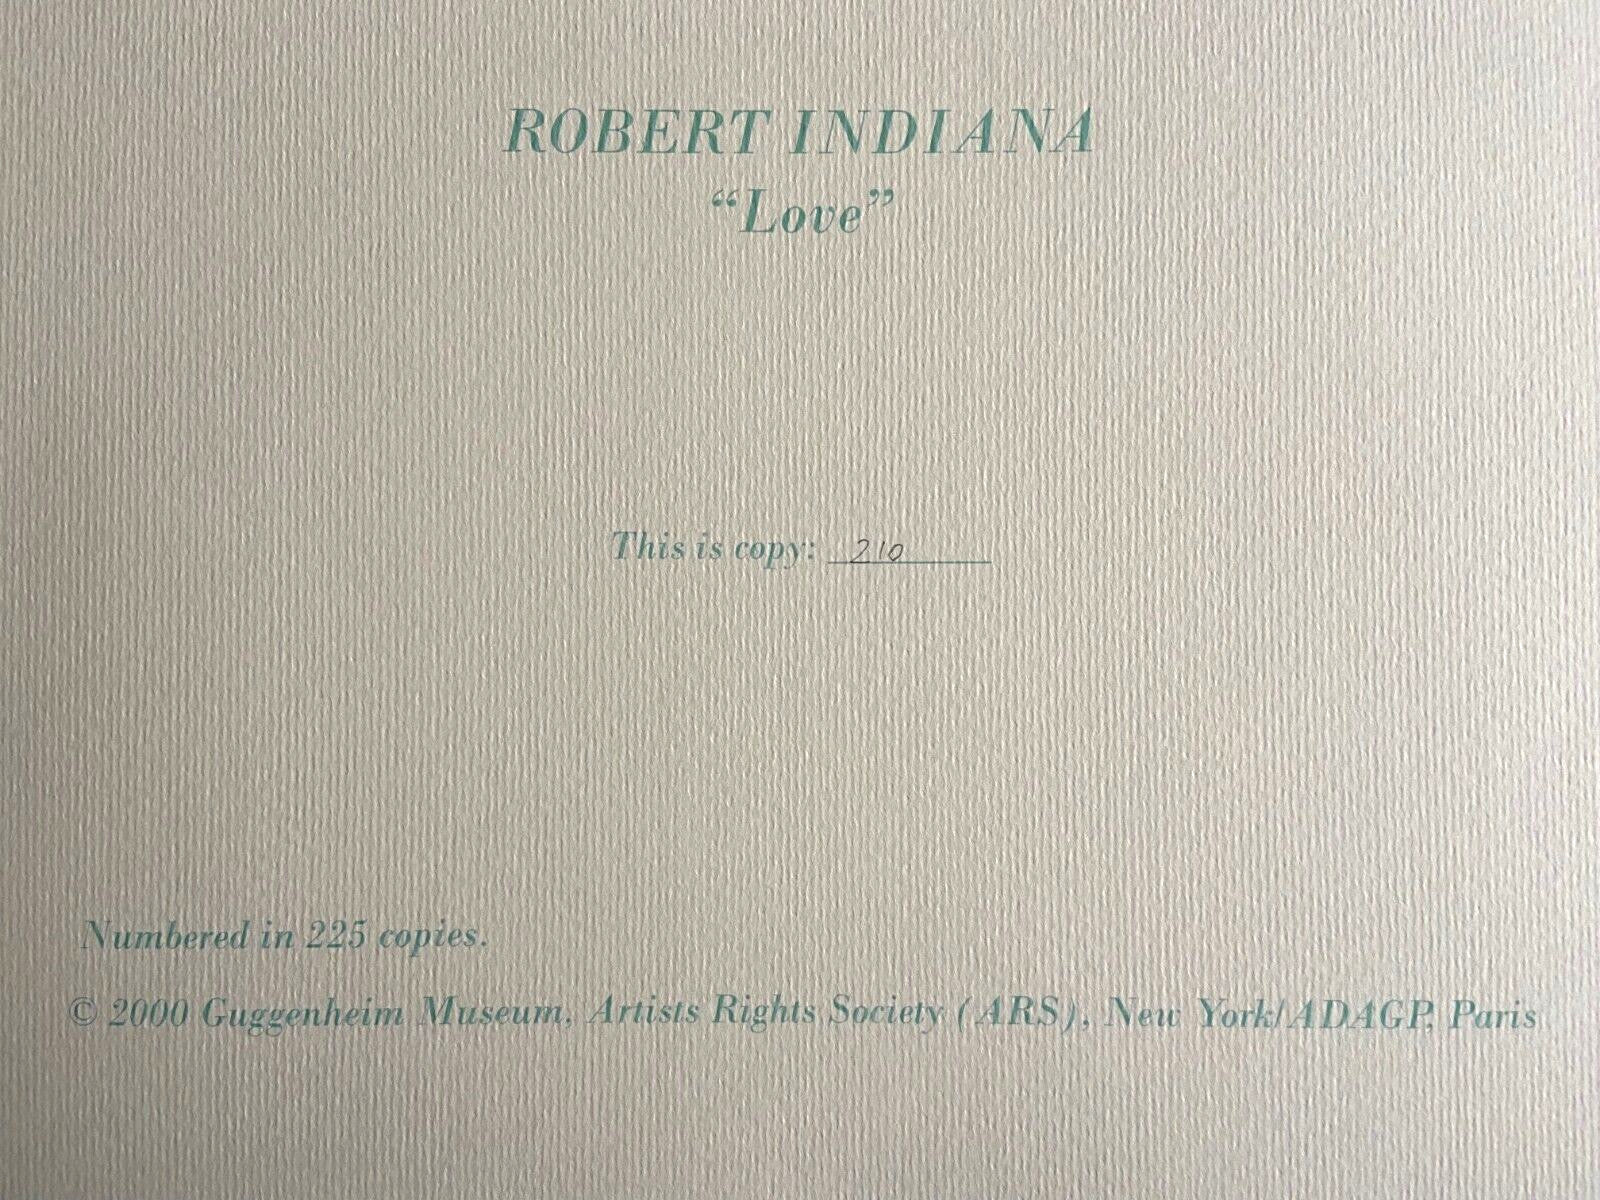 ROBERT INDIANA
“Love”
This is copy: 210
Numbered in 225 copies.
© 2000 Guggenheim Museum, Artists Rights Society (ARS), New York/ADAGP, Paris